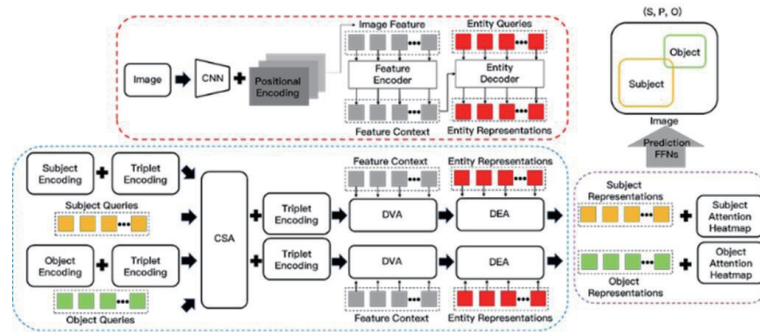 (S, P, O)
Image Feature
Entity Queries
Image
CNN
+
Positional
Encoding
Feature
Encoder
Entity
Decoder
Feature Context
Entity Representations
Object
Subject
Image
Prediction
FFNs
Subject
Encoding
+
Triplet
Encoding
Subject Queries
Object
Encoding
+
Triplet
Encoding
Object Queries
CSA
+
Triplet
Encoding
+
Triplet
Encoding
Feature Context
Entity Representations
DVA
DEA
DVA
DEA
Feature Context
Entity Representations
Subject
Representations
+
Subject
Attention
Heatmap
+
Object
Attention
Heatmap
Object
Representations